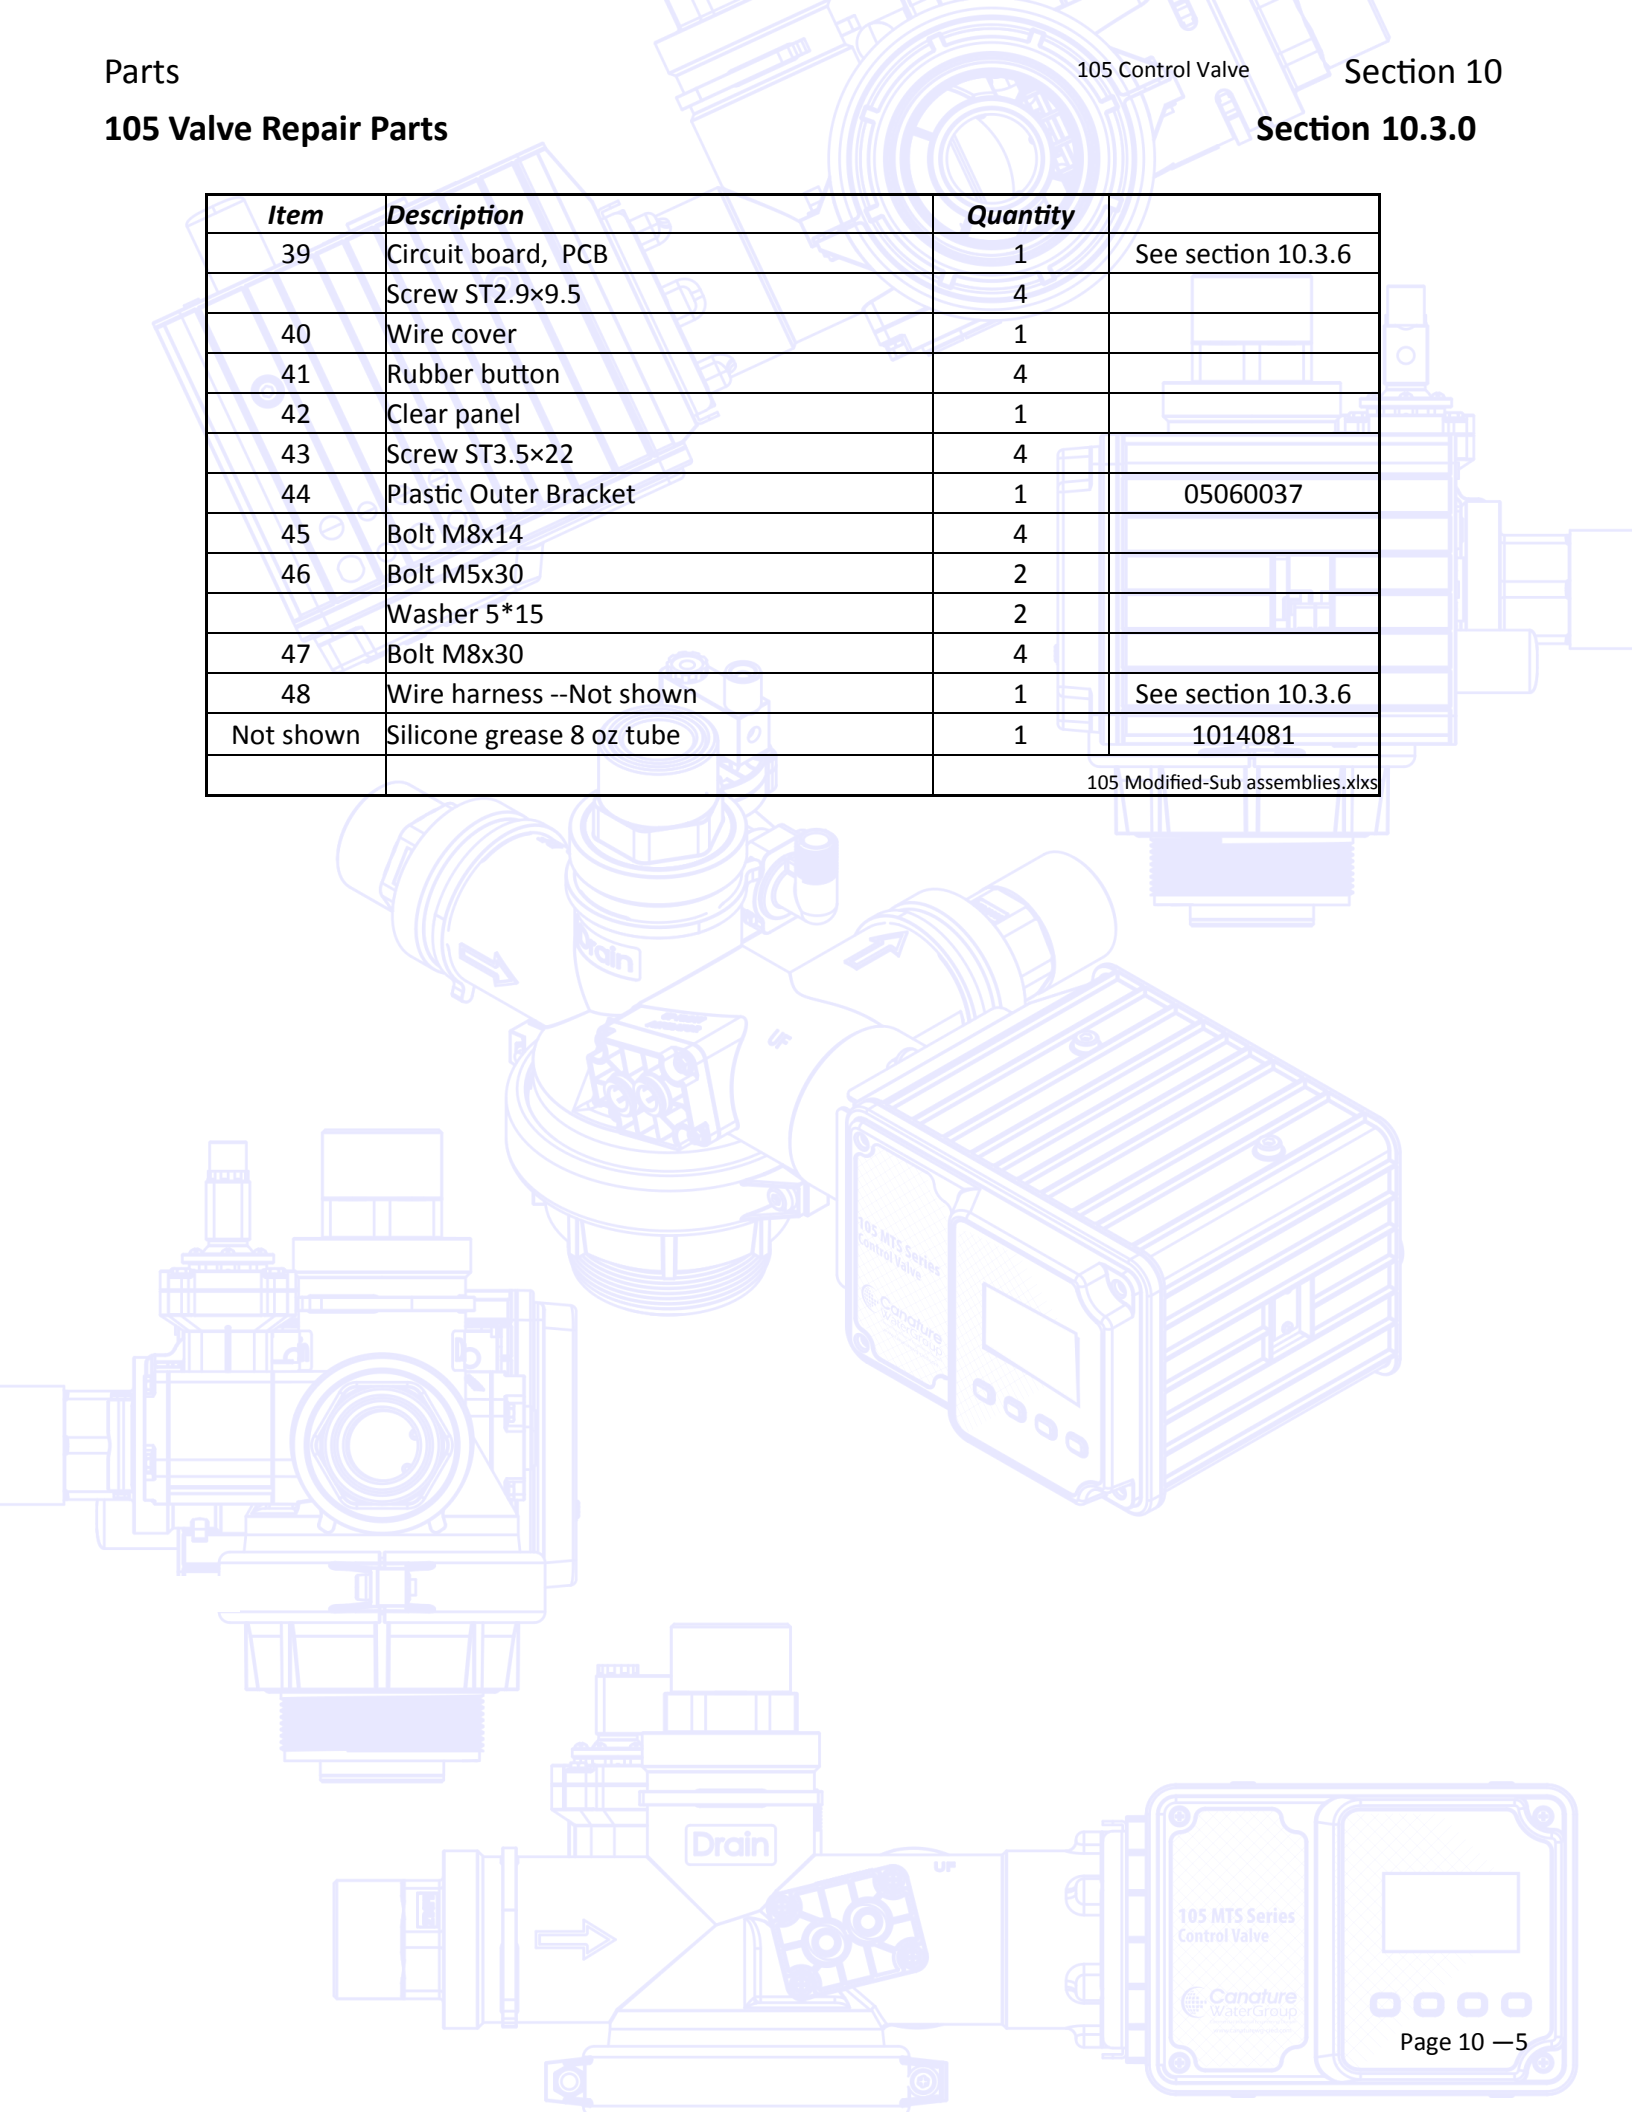 Parts 105 Control Valve Section 10
105 Valve Repair Parts Section 10.3.0
Item Description Quantity
39 Circuit board, PCB 1 See section 10.3.6
Screw ST2.9×9.5 4
40 Wire cover 1
41 Rubber button 4
42 Clear panel 1
43 Screw ST3.5×22 4
44 Plastic Outer Bracket 1 05060037
45 Bolt M8x14 4
46 Bolt M5x30 2
Washer 5*15 2
47 Bolt M8x30 4
48 Wire harness --Not shown 1 See section 10.3.6
Not shown Silicone grease 8 oz tube 1 1014081
105 Modified-Sub assemblies.xlxs
Drain
UF
105 MTS Series
Control Valve
Canature
WaterGroup
Drain
UF
105 MTS Series
Control Valve
Canature
WaterGroup
Page 10 —5